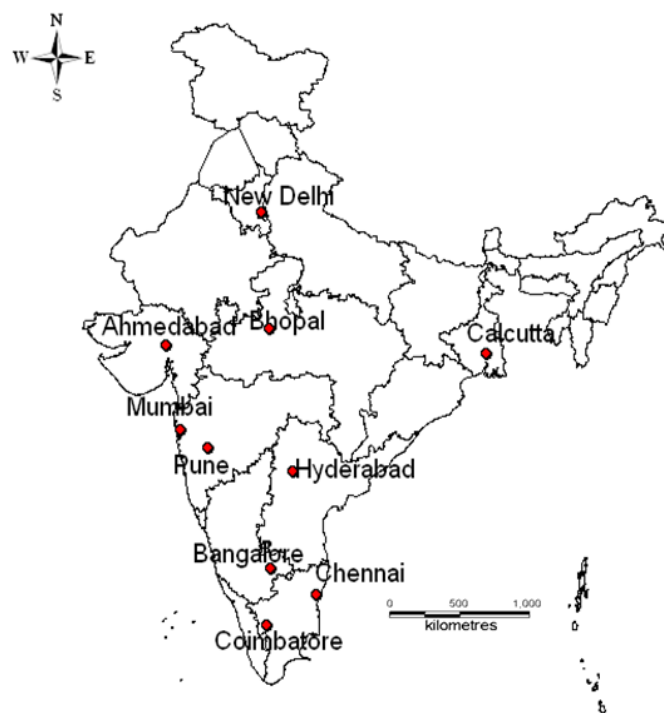 N
W E
S
New Delhi
Ahmedabad
Bhopal
Calcutta
Mumbai
Pune
Hyderabad
Bangalore
Chennai
0 500 1,000
kilometres
Coimbatore